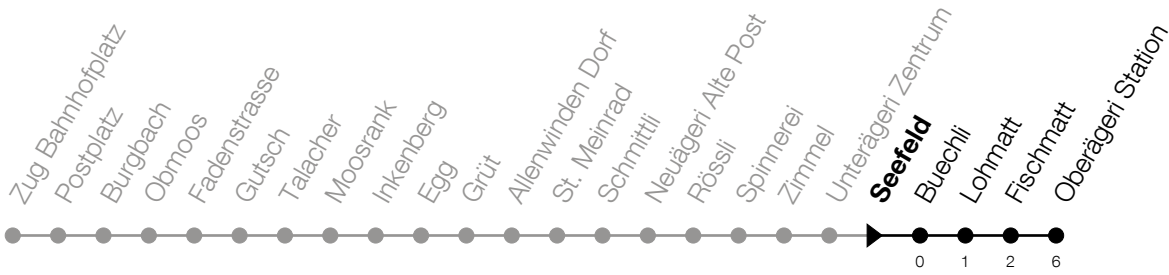 Zug Bahnhofplatz
Postplatz
Burgbach
Obmoos
Fadenstrasse
Gutsch
Talacher
Moosrank
Inkenberg
Egg
Grüt
Allenwinden Dorf
St. Meinrad
Schmittli
Neuägeri Alte Post
Rössli
Spinnerei
Zimmel
Unterägeri Zentrum
Seefeld
Buechli
Lohmatt
Fischmatt
Oberägeri Station
0
1
2
6